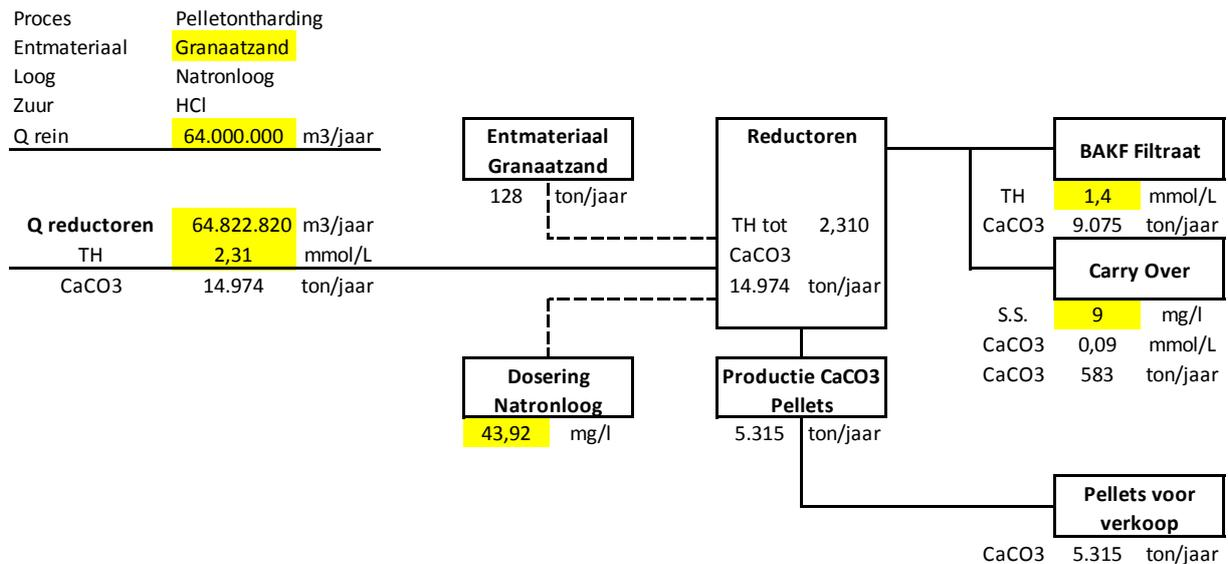 Proces Pelletontharding
Entmateriaal Granaatzand
Loog Natronloog
Zuur HCl
Q rein 64.000.000 m3/jaar
Q reductoren 64.822.820 m3/jaar
TH 2,31 mmol/L
CaCO3 14.974 ton/jaar
Entmateriaal
Granaatzand
128 ton/jaar
Dosering
Natronloog
43,92 mg/l
Reductoren
TH tot 2,310
CaCO3
14.974 ton/jaar
Productie CaCO3
Pellets
5.315 ton/jaar
BAKF Filtraat
TH 1,4 mmol/L
CaCO3 9.075 ton/jaar
Carry Over
S.S. 9 mg/l
CaCO3 0,09 mmol/L
CaCO3 583 ton/jaar
Pellets voor
verkoop
CaCO3 5.315 ton/jaar